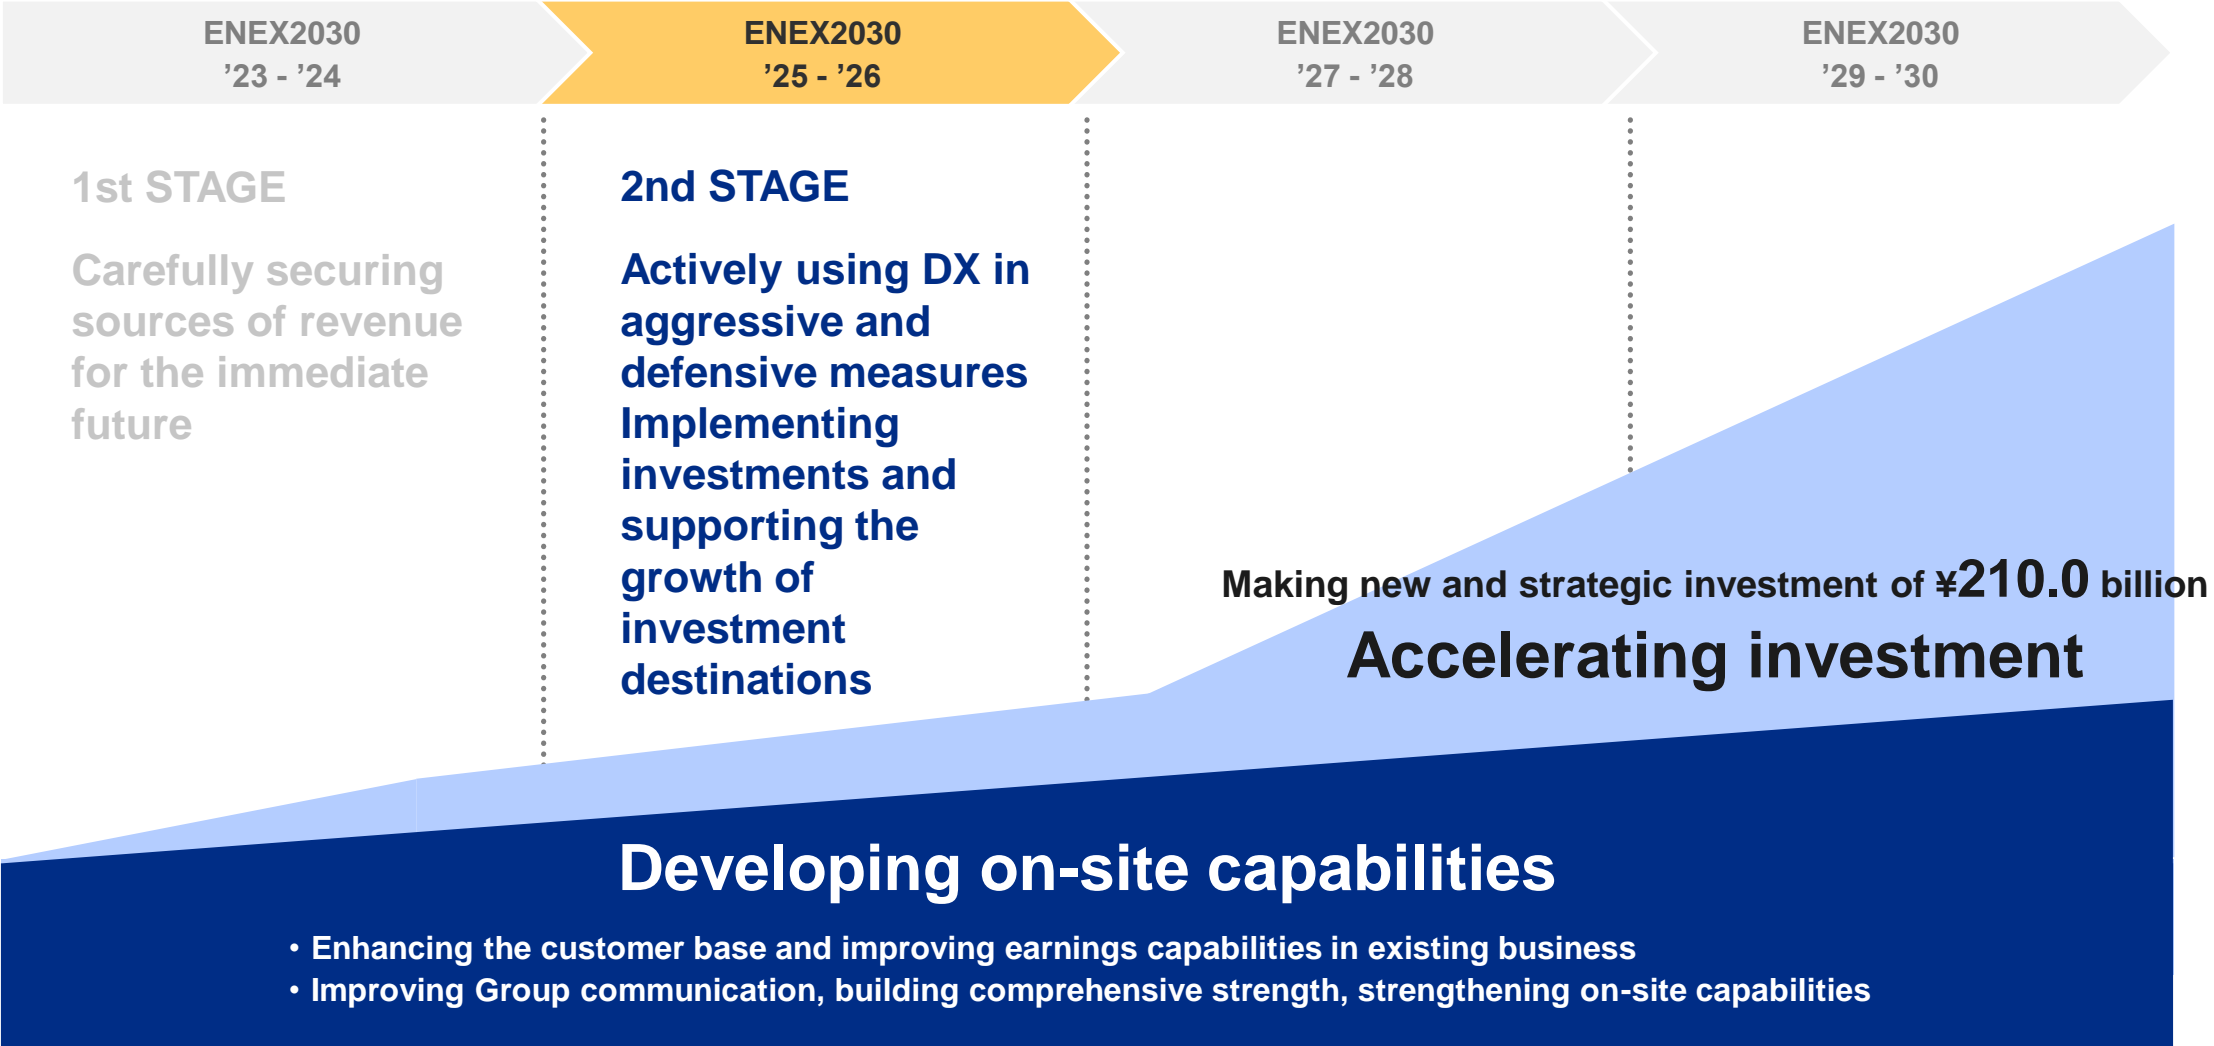 ENEX2030
’23 - ’24
ENEX2030
’25 - ’26
ENEX2030
’27 - ’28
ENEX2030
’29 - ’30
1st STAGE
Carefully securing
sources of revenue
for the immediate
future
2nd STAGE
Actively using DX in
aggressive and
defensive measures
Implementing
investments and
supporting the
growth of
investment
destinations
Making new and strategic investment of ¥210.0 billion
Accelerating investment
Developing on-site capabilities
・Enhancing the customer base and improving earnings capabilities in existing business
・Improving Group communication, building comprehensive strength, strengthening on-site capabilities